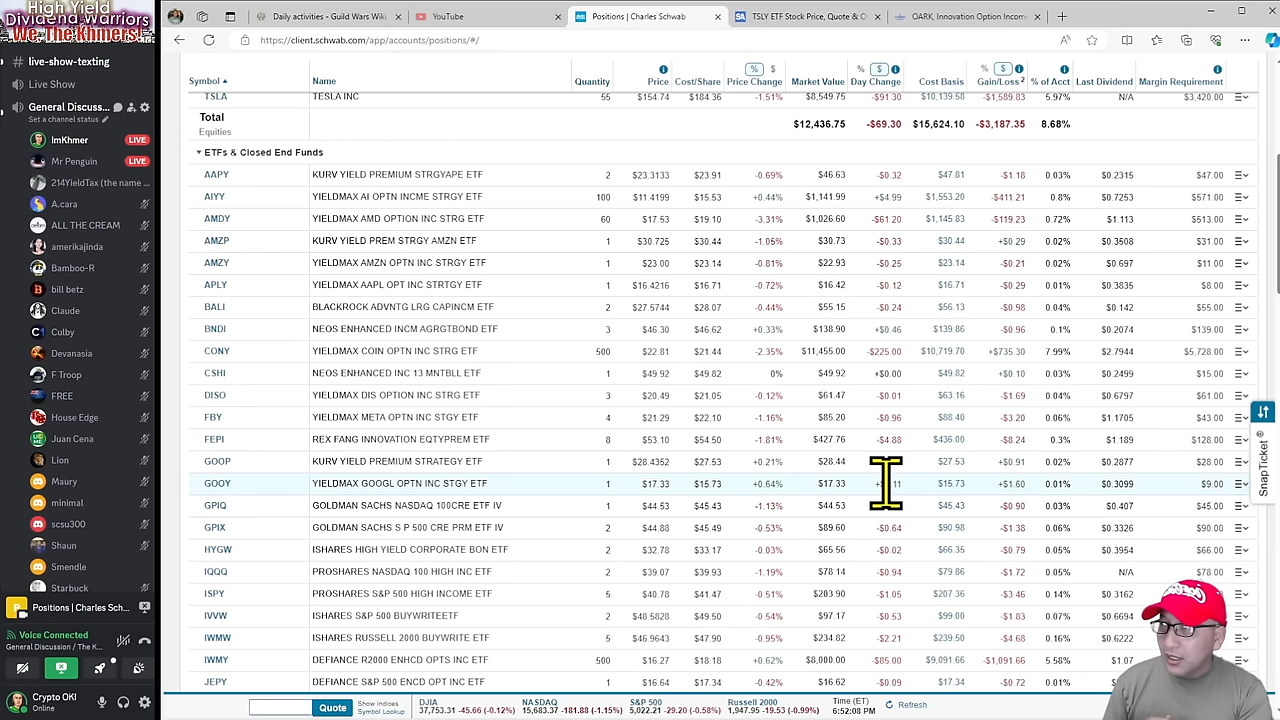 High Yield
Dividend Warriors
We The Khmers!
# live-show-texting
Live Show
General Discuss...
Set a channel status
ImKhmer LIVE
Mr Penguin LIVE
214YieldTax (the name ...
A.cara
ALL THE CREAM
amerikajinda
Bamboo-R
bill betz
Claude
Culby
Devanasia
F Troop
FREE
House Edge
Juan Cena
Lion
Maury
minimal
scsu300
Shaun
Smendle
Starbuck
Positions | Charles Schw...
Voice Connected
General Discussion / The K...
Crypto OKI
Online
Daily activities - Guild Wars Wiki
YouTube
Positions | Charles Schwab
TSLY ETF Stock Price, Quote & C
OARK, Innovation Option Incom
https://client.schwab.com/app/accounts/positions/#/
Symbol Name Quantity Price Cost/Share % $ Price Change Market Value % $ Day Change Cost Basis % $ Gain/Loss² % of Acct Last Dividend Margin Requirement
TSLA TESLA INC 55 $154.74 $184.36 -1.51% $8,549.75 -$91.30 $10,139.58 -$1,589.83 5.97% N/A $3,420.00
Total $12,436.75 -$69.30 $15,624.10 -$3,187.35 8.68%
Equities
ETFs & Closed End Funds
AAPY KURV YIELD PREMIUM STRGYAPE ETF 2 $23.3133 $23.91 -0.69% $46.63 -$0.32 $47.81 -$1.18 0.03% $0.2315 $47.00
AIYY YIELDMAX AI OPTN INCME STRGY ETF 100 $11.4199 $15.53 +0.44% $1,141.99 +$4.99 $1,553.20 -$411.21 0.8% $0.7253 $571.00
AMDY YIELDMAX AMD OPTION INC STRG ETF 60 $17.53 $19.10 -3.31% $1,026.60 -$61.20 $1,145.83 -$119.23 0.72% $1.113 $513.00
AMZP KURV YIELD PREM STRGY AMZN ETF 1 $30.725 $30.44 -1.05% $30.73 -$0.33 $30.44 +$0.29 0.02% $0.3508 $31.00
AMZY YIELDMAX AMZN OPTN INC STRGY ETF 1 $23.00 $23.14 -0.81% $22.93 -$0.25 $23.14 -$0.21 0.02% $0.697 $11.00
APLY YIELDMAX AAPL OPT INC STRTGY ETF 1 $16.4216 $16.71 -0.72% $16.42 -$0.12 $16.71 -$0.29 0.01% $0.3835 $8.00
BALI BLACKROCK ADVNTG LRG CAPINCM ETF 2 $27.5744 $28.07 -0.44% $55.15 -$0.24 $56.13 -$0.98 0.04% $0.142 $55.00
BNDI NEOS ENHANCED INCM AGRGTBOND ETF 3 $46.30 $46.62 +0.33% $138.90 +$0.46 $139.86 -$0.96 0.1% $0.2074 $139.00
CONY YIELDMAX COIN OPTN INC STRG ETF 500 $22.81 $21.44 -2.35% $11,455.00 -$225.00 $10,719.70 +$735.30 7.99% $2.7944 $5,728.00
CSHI NEOS ENHANCED INC 13 MNTBLL ETF 1 $49.92 $49.82 0% $49.92 +$0.00 $49.82 +$0.10 0.03% $0.2499 $15.00
DISO YIELDMAX DIS OPTION INC STRG ETF 3 $20.49 $21.05 -0.12% $61.47 -$0.01 $63.16 -$1.69 0.04% $0.6797 $61.00
FBY YIELDMAX META OPTN INC STGY ETF 4 $21.29 $22.10 -1.16% $85.20 -$0.96 $88.40 -$3.20 0.06% $1.1705 $43.00
FEPI REX FANG INNOVATION EQTYPREM ETF 8 $53.10 $54.50 -1.81% $427.76 -$4.88 $436.00 -$8.24 0.3% $1.189 $128.00
GOOP KURV YIELD PREMIUM STRATEGY ETF 1 $28.4352 $27.53 +0.21% $28.44 $27.53 +$0.91 0.02% $0.2877 $28.00
GOOY YIELDMAX GOOGL OPTN INC STGY ETF 1 $17.33 $15.73 +0.64% $17.33 $15.73 +$1.60 0.01% $0.3099 $9.00
GPIQ GOLDMAN SACHS NASDAQ 100CRE ETF IV 1 $44.53 $45.43 -1.13% $44.53 $45.43 -$0.90 0.03% $0.407 $45.00
GPIX GOLDMAN SACHS S P 500 CRE PRM ETF IV 2 $44.88 $45.49 -0.53% $89.60 -$0.64 $90.98 -$1.38 0.06% $0.3326 $90.00
HYGW ISHARES HIGH YIELD CORPORATE BON ETF 2 $32.78 $33.17 -0.03% $65.56 -$0.02 $66.35 -$0.79 0.05% $0.3954 $66.00
IQQQ PROSHARES NASDAQ 100 HIGH INC ETF 2 $39.07 $39.93 -1.19% $78.14 -$0.94 $79.86 -$1.72 0.05% N/A $78.00
ISPY PROSHARES S&P 500 HIGH INCOME ETF 5 $40.78 $41.47 -0.51% $203.90 -$1.05 $207.36 -$3.46 0.14% $0.3162
IVVW ISHARES S&P 500 BUYWRITEETF 2 $48.5828 $49.50 -0.54% $97.17 -$0.53 $99.00 -$1.83 0.07% $0.6694
IWMW ISHARES RUSSELL 2000 BUYWRITE ETF 5 $46.9643 $47.90 -0.95% $234.82 -$2.21 $239.50 -$4.68 0.16% $0.6222
IWMY DEFIANCE R2000 ENHCD OPTS INC ETF 500 $16.27 $18.18 +0.62% $8,000.00 -$85.00 $9,091.66 -$1,091.66 5.58% $1.07
JEPY DEFIANCE S&P 500 ENCD OPT INC ETF 1 $16.64 $17.34 -0.42% $16.62 -$0.09 $17.34 -$0.72 0.01%
SnapTicket ®
Quote
Show Indices
Symbol Lookup
DJIA
37,753.31 -45.66 (-0.12%)
NASDAQ
15,683.37 -181.88 (-1.15%)
S&P 500
5,022.21 -29.20 (-0.58%)
Russell 2000
1,947.95 -19.53 (-0.99%)
Time (ET)
6:52:08 PM
Refresh